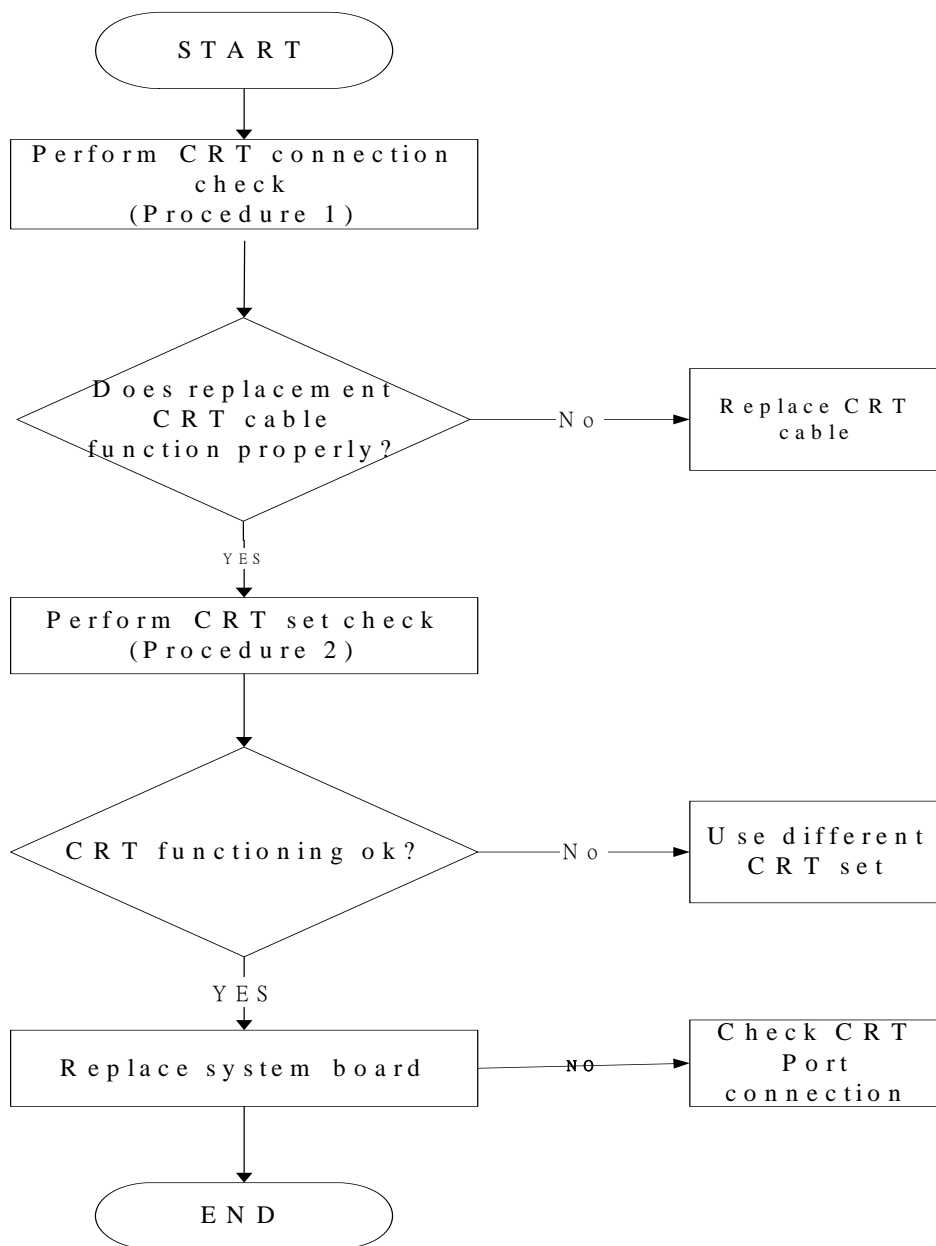 START
Perform CRT connection
check
(Procedure 1)
Does replacement
CRT cable
function properly?
No
Replace CRT
cable
YES
Perform CRT set check
(Procedure 2)
CRT functioning ok?
No
Use different
CRT set
YES
Replace system board
NO
Check CRT
Port
connection
END